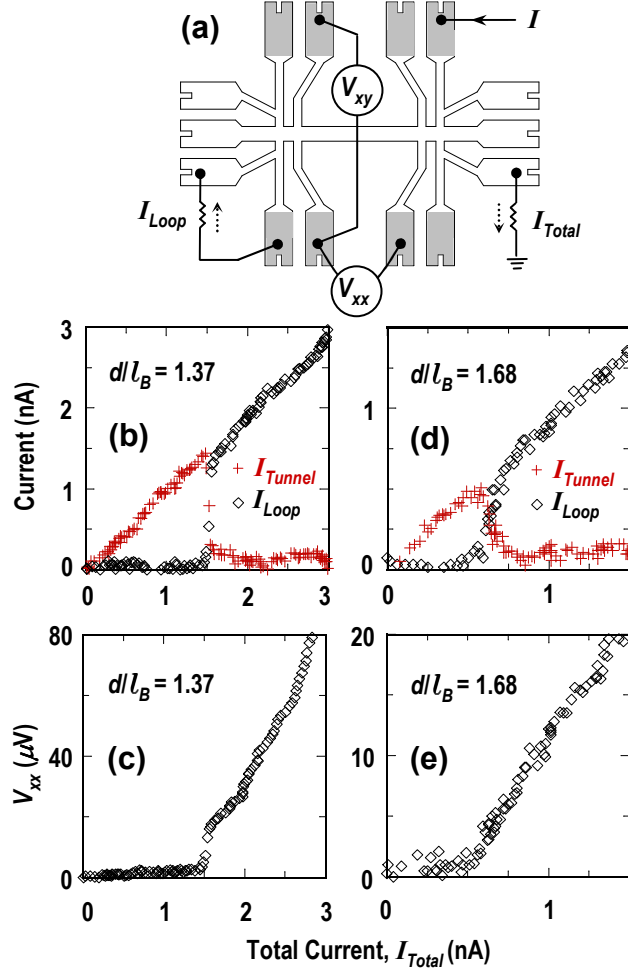 (a)
I
Vxy
ILoop
ITotal
Vxx
3
2
1
0
Current (nA)
d/lB = 1.37
(b)
+ ITunnel
◇ ILoop
0 1 2 3
1
0
d/lB = 1.68
(d)
+ ITunnel
◇ ILoop
0 1
80
40
0
Vxx (μV)
d/lB = 1.37
(c)
0 1 2 3
20
10
0
d/lB = 1.68
(e)
0 1
Total Current, ITotal (nA)